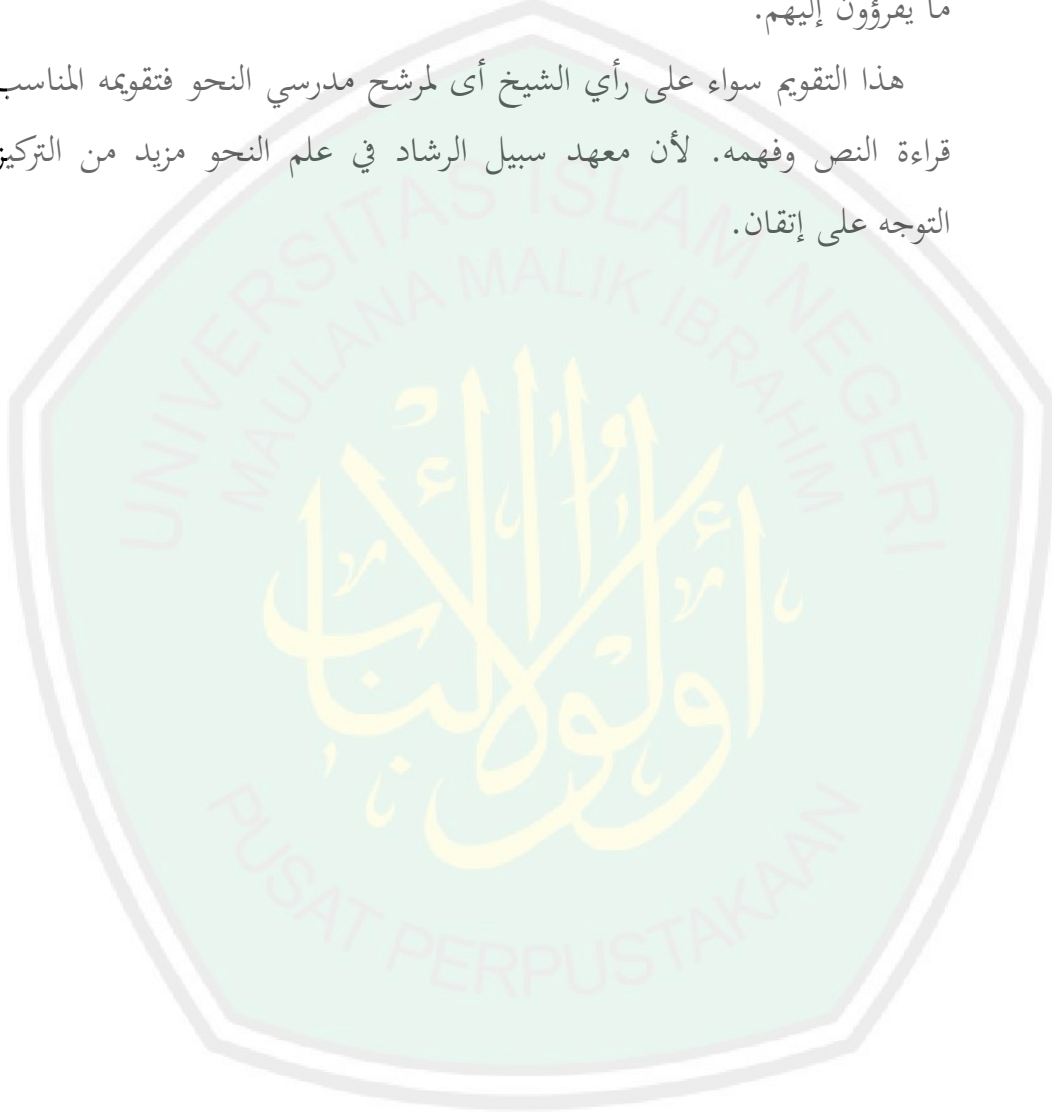 ما يقرؤون إليهم.
هذا التقويم سواء على رأي الشيخ أى لمرشح مدرسي النحو فتقويمه المناسب
قراءة النص وفهمه. لأن معهد سبيل الرشاد في علم النحو مزيد من التركيز
التوجه على إتقان.
UNIVERSITAS ISLAM NEGERI
MAULANA MALIK IBRAHIM
أولوا الألباب
PUSAT PERPUSTAKAAN